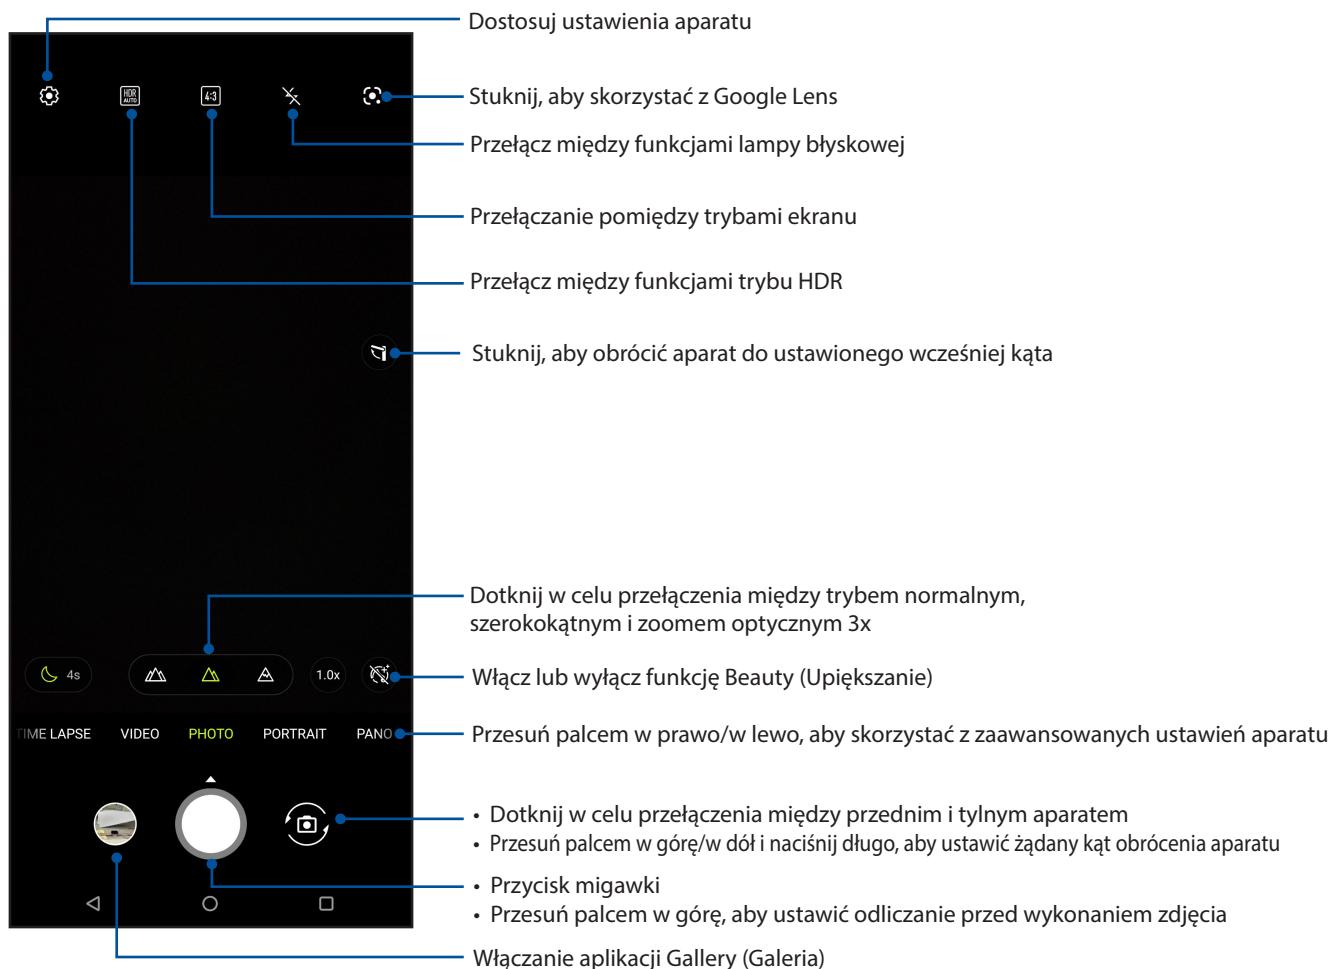 Dostosuj ustawienia aparatu
HDR
AUTO
4:3
Stuknij, aby skorzystać z Google Lens
Przełącz między funkcjami lampy błyskowej
Przełączanie pomiędzy trybami ekranu
Przełącz między funkcjami trybu HDR
Stuknij, aby obrócić aparat do ustawionego wcześniej kąta
Dotknij w celu przełączenia między trybem normalnym,
szerokokątnym i zoomem optycznym 3x
4s
1.0x
Włącz lub wyłącz funkcję Beauty (Upiększanie)
TIME LAPSE VIDEO PHOTO PORTRAIT PANO
Przesuń palcem w prawo/w lewo, aby skorzystać z zaawansowanych ustawień aparatu
• Dotknij w celu przełączenia między przednim i tylnym aparatem
• Przesuń palcem w górę/w dół i naciśnij długo, aby ustawić żądany kąt obrócenia aparatu
• Przycisk migawki
• Przesuń palcem w górę, aby ustawić odliczanie przed wykonaniem zdjęcia
Włączanie aplikacji Gallery (Galeria)